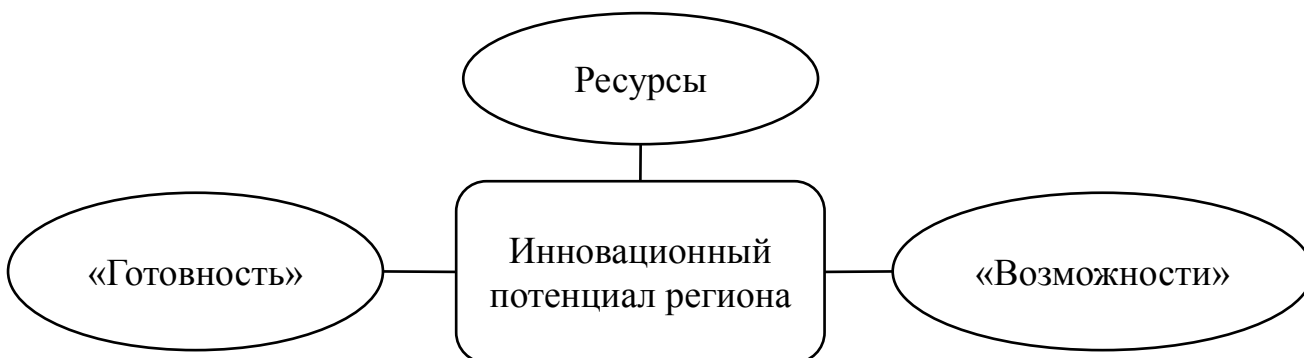 Ресурсы
«Готовность»
Инновационный
потенциал региона
«Возможности»